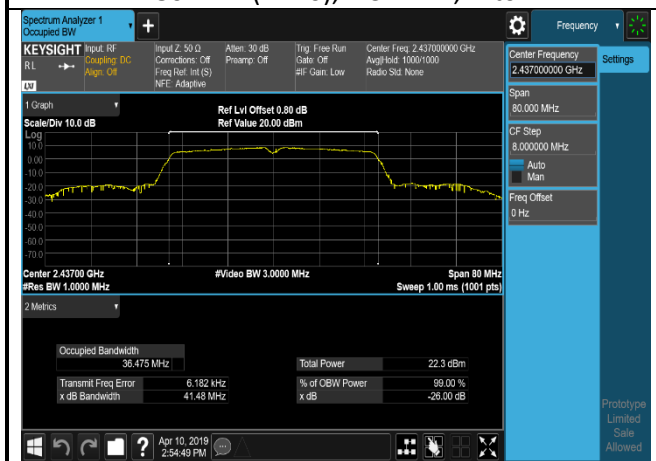 Spectrum Analyzer 1
Occupied BW
Frequency
KEYSIGHT
Input: RF
Coupling: DC
Align: Off
RL
LXI
Input Z: 50 Ω
Corrections: Off
Freq Ref: Int (S)
NFE: Adaptive
Atten: 30 dB
Preamp: Off
Trig: Free Run
Gate: Off
#IF Gain: Low
Center Freq: 2.437000000 GHz
Avg|Hold: 1000/1000
Radio Std: None
Center Frequency
2.437000000 GHz
Settings
Span
80.000 MHz
CF Step
8.000000 MHz
Auto
Man
Freq Offset
0 Hz
1 Graph
Scale/Div 10.0 dB
Ref Lvl Offset 0.80 dB
Ref Value 20.00 dBm
Log
10.0
0.00
-10.0
-20.0
-30.0
-40.0
-50.0
-60.0
-70.0
Center 2.43700 GHz
#Video BW 3.0000 MHz
Span 80 MHz
#Res BW 1.0000 MHz
Sweep 1.00 ms (1001 pts)
2 Metrics
Occupied Bandwidth
36.475 MHz
Total Power 22.3 dBm
Transmit Freq Error 6.182 kHz
% of OBW Power 99.00 %
x dB Bandwidth 41.48 MHz
x dB -26.00 dB
Prototype
Limited
Sale
Allowed
?
Apr 10, 2019
2:54:49 PM